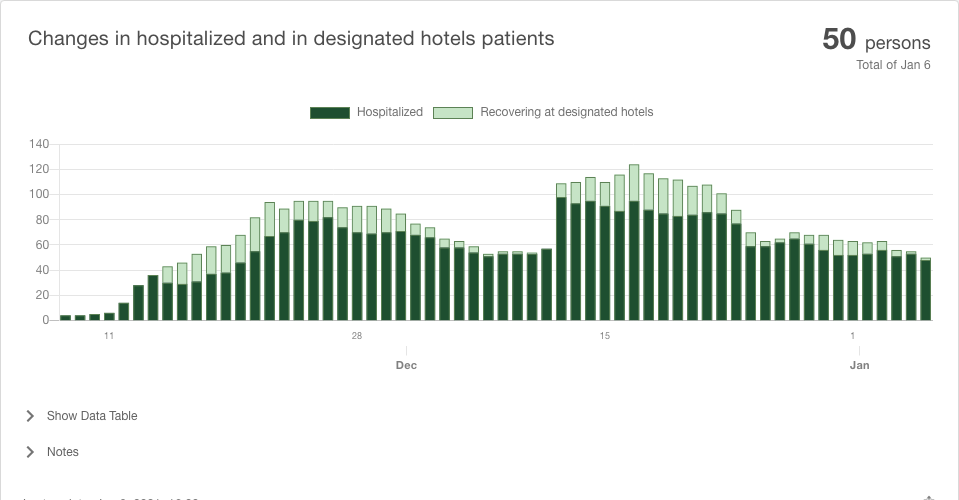 Changes in hospitalized and in designated hotels patients
50 persons
Total of Jan 6
Hospitalized
Recovering at designated hotels
140
120
100
80
60
40
20
0
11 28 15 1
Dec Jan
Show Data Table
Notes